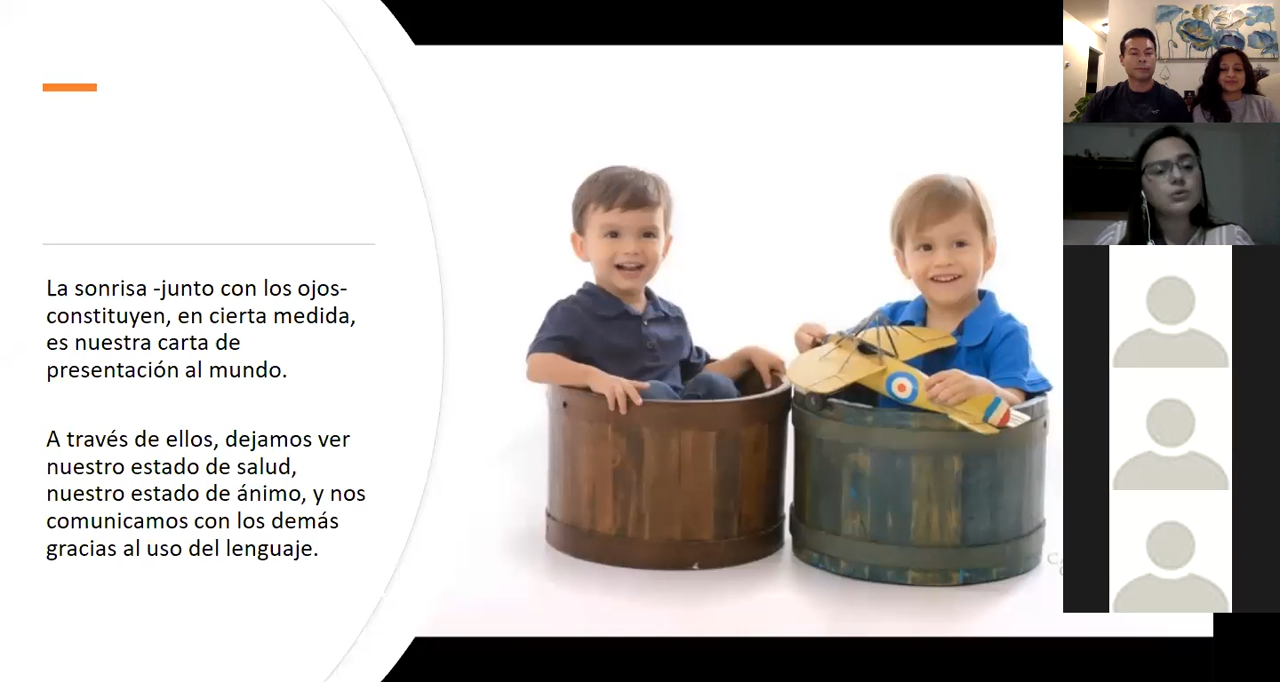 La sonrisa -junto con los ojos-
constituyen, en cierta medida,
es nuestra carta de
presentación al mundo.
A través de ellos, dejamos ver
nuestro estado de salud,
nuestro estado de ánimo, y nos
comunicamos con los demás
gracias al uso del lenguaje.